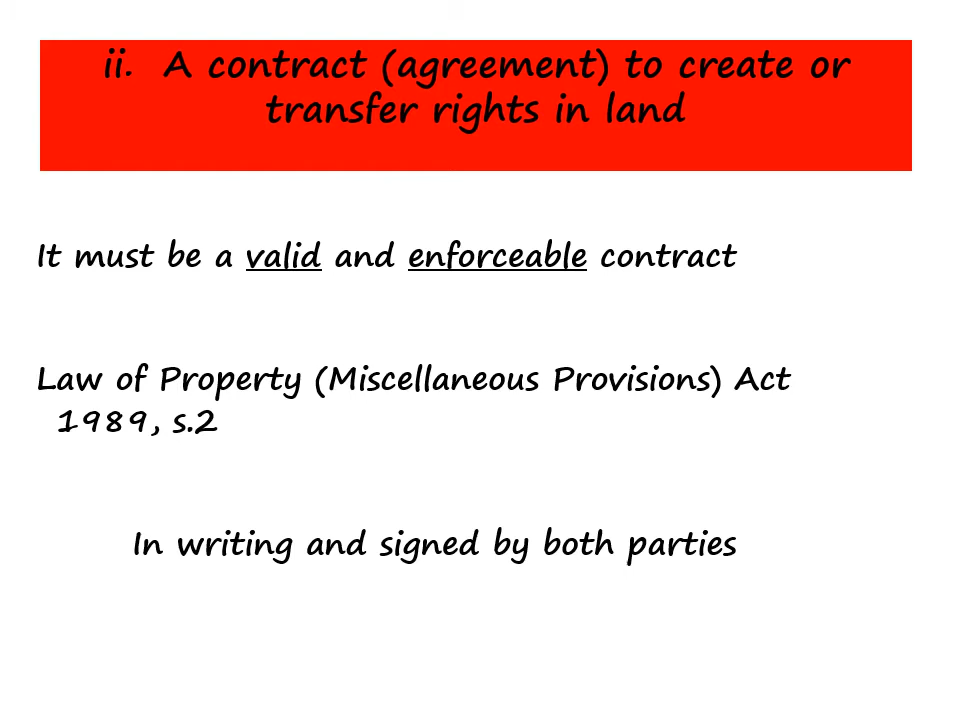 ii. A contract (agreement) to create or
transfer rights in land
It must be a valid and enforceable contract
Law of Property (Miscellaneous Provisions) Act
1989, s.2
In writing and signed by both parties